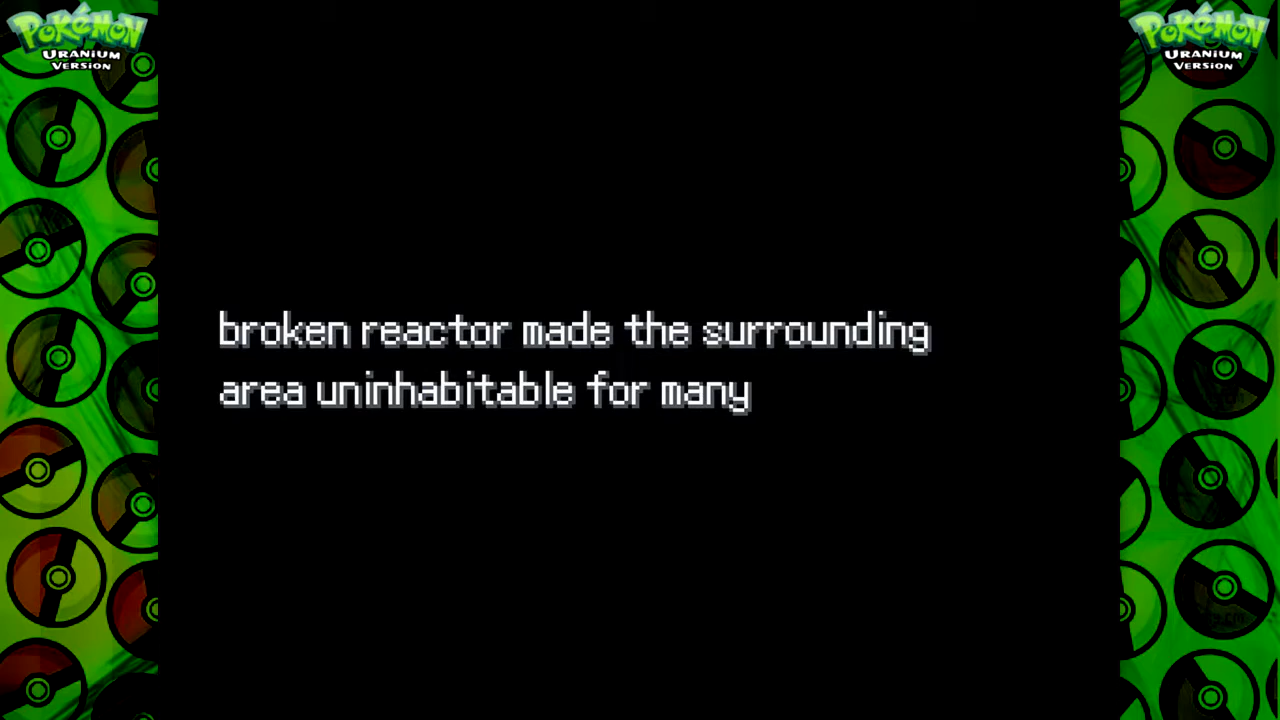 POKéMON
URANIUM
VERSION
POKéMON
URANIUM
VERSION
broken reactor made the surrounding
area uninhabitable for many